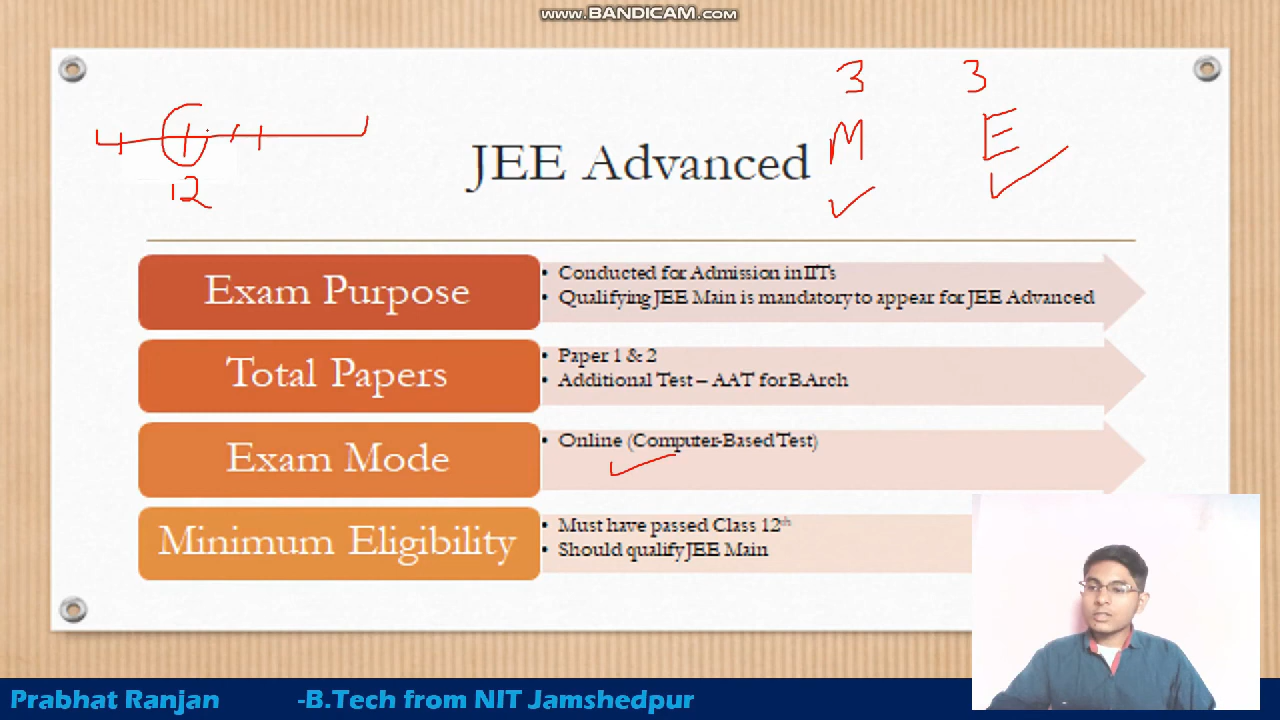 www.BANDICAM.com
3 3
M E
12
JEE Advanced
Exam Purpose
• Conducted for Admission in IITs
• Qualifying JEE Main is mandatory to appear for JEE Advanced
Total Papers
• Paper 1 & 2
• Additional Test – AAT for B.Arch
Exam Mode
• Online (Computer-Based Test)
Minimum Eligibility
• Must have passed Class 12th
• Should qualify JEE Main
Prabhat Ranjan -B.Tech from NIT Jamshedpur